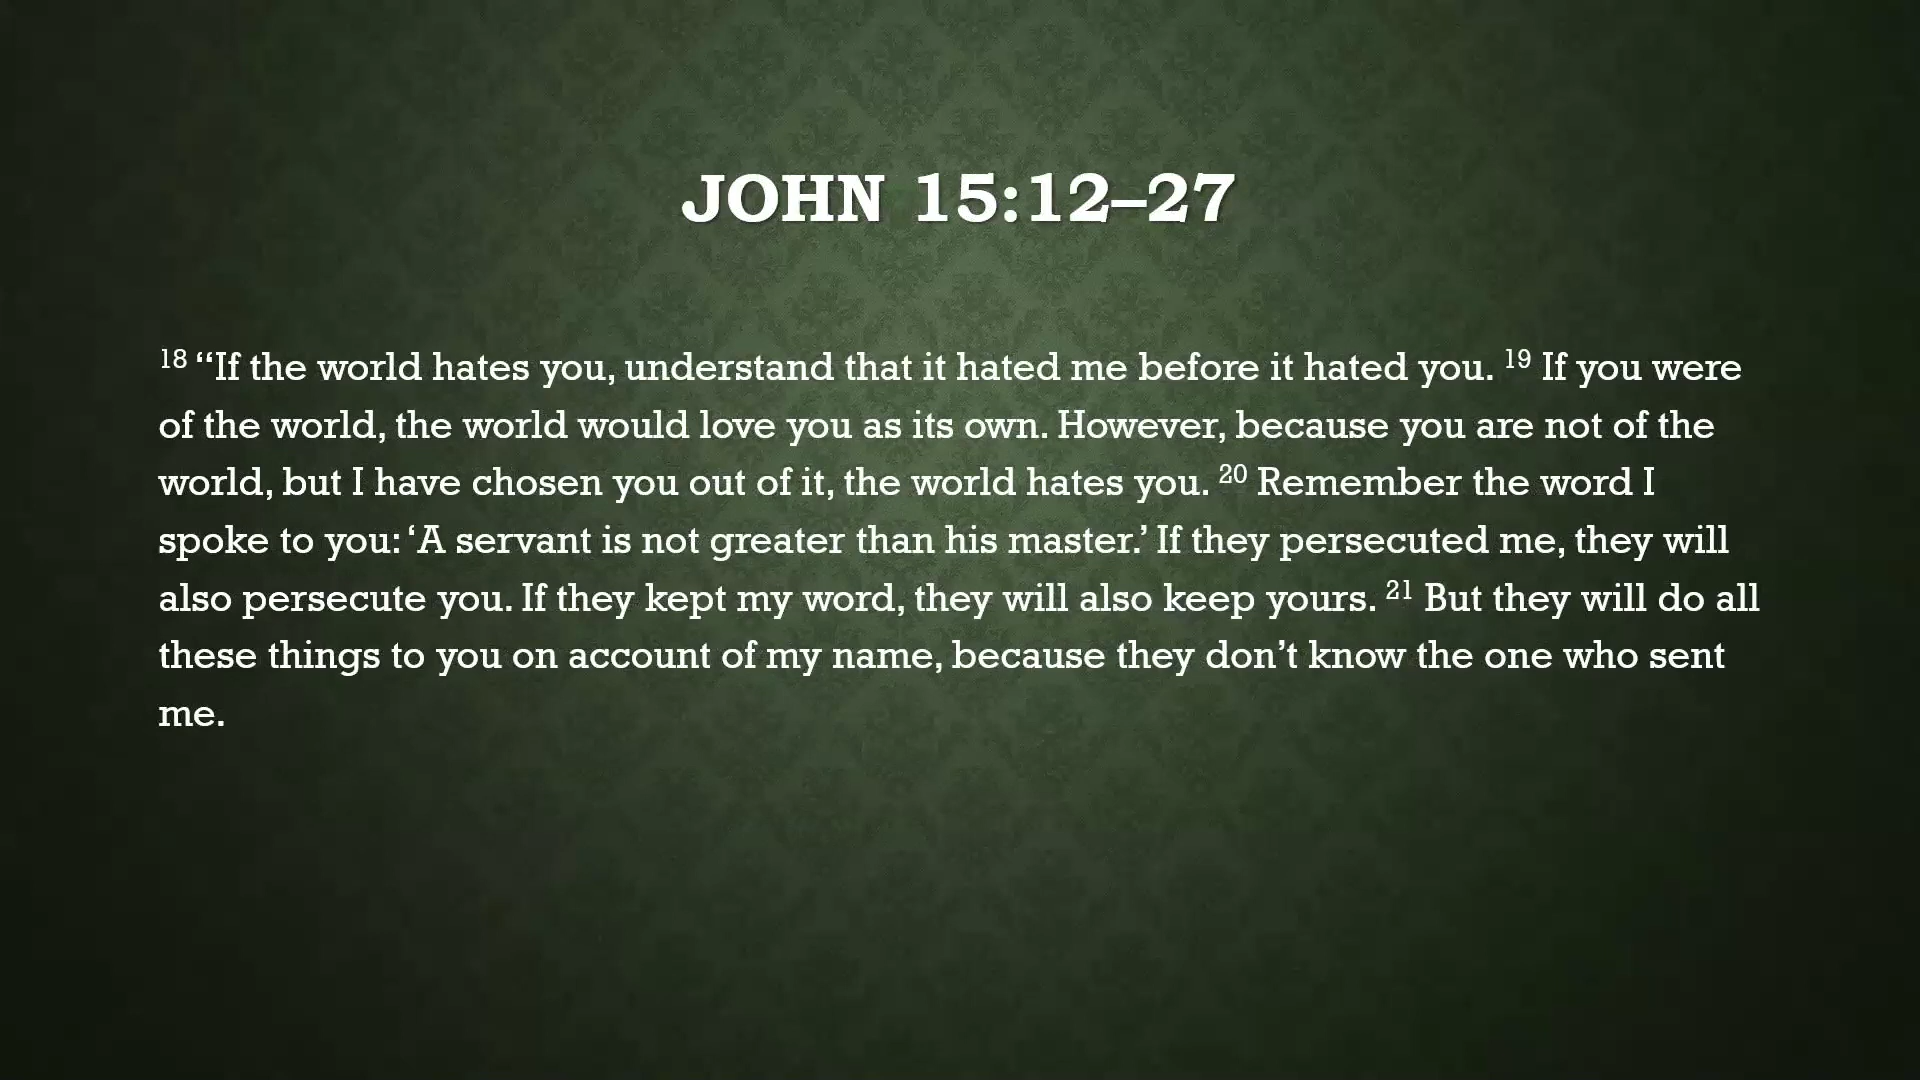 JOHN 15:12–27
18 “If the world hates you, understand that it hated me before it hated you. 19 If you were
of the world, the world would love you as its own. However, because you are not of the
world, but I have chosen you out of it, the world hates you. 20 Remember the word I
spoke to you: ‘A servant is not greater than his master.’ If they persecuted me, they will
also persecute you. If they kept my word, they will also keep yours. 21 But they will do all
these things to you on account of my name, because they don’t know the one who sent
me.